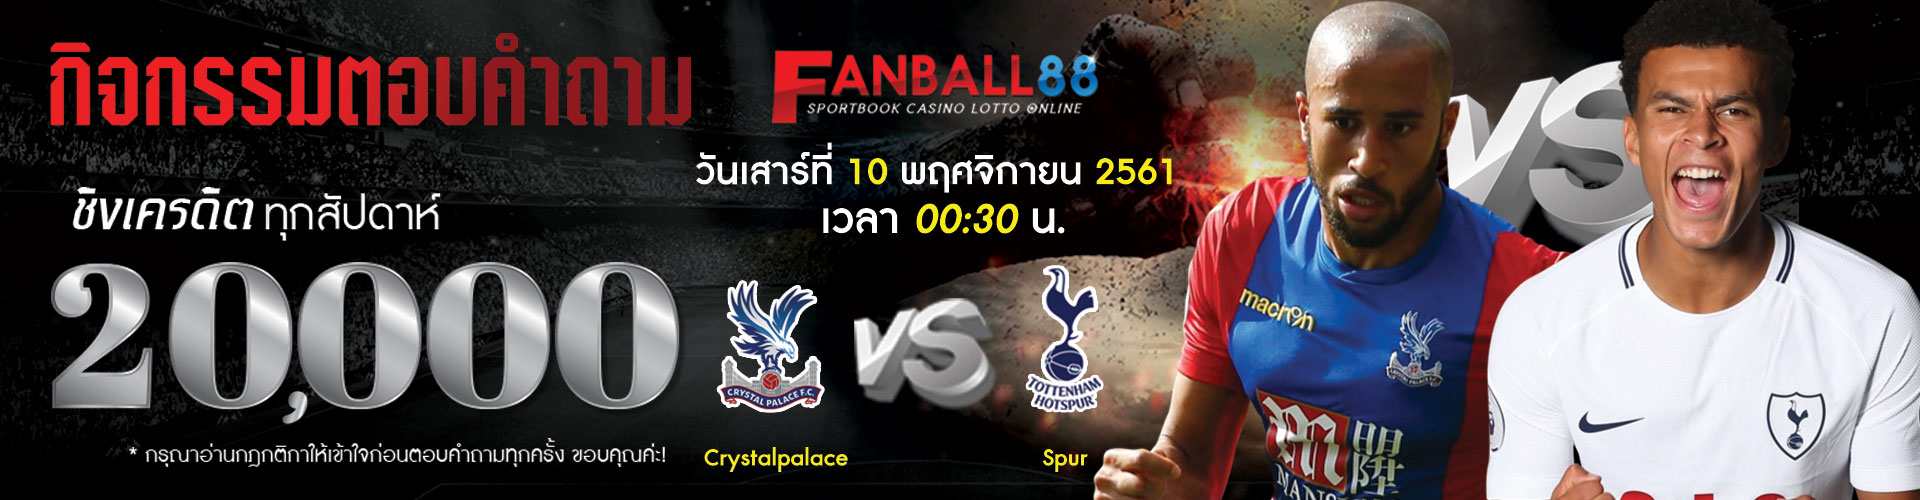 กิจกรรมตอบคำถาม
FANBALL88
SPORTBOOK CASINO LOTTO ONLINE
VS
วันเสาร์ที่ 10 พฤศจิกายน 2561
เวลา 00:30 น.
ชิงเครดิต ทุกสัปดาห์
20,000
VS
CRYSTAL PALACE F.C.
TOTTENHAM
HOTSPUR
macron
* กรุณาอ่านกฎกติกาให้เข้าใจก่อนตอบคำถามทุกครั้ง ขอบคุณค่ะ!
Crystalpalace
Spur